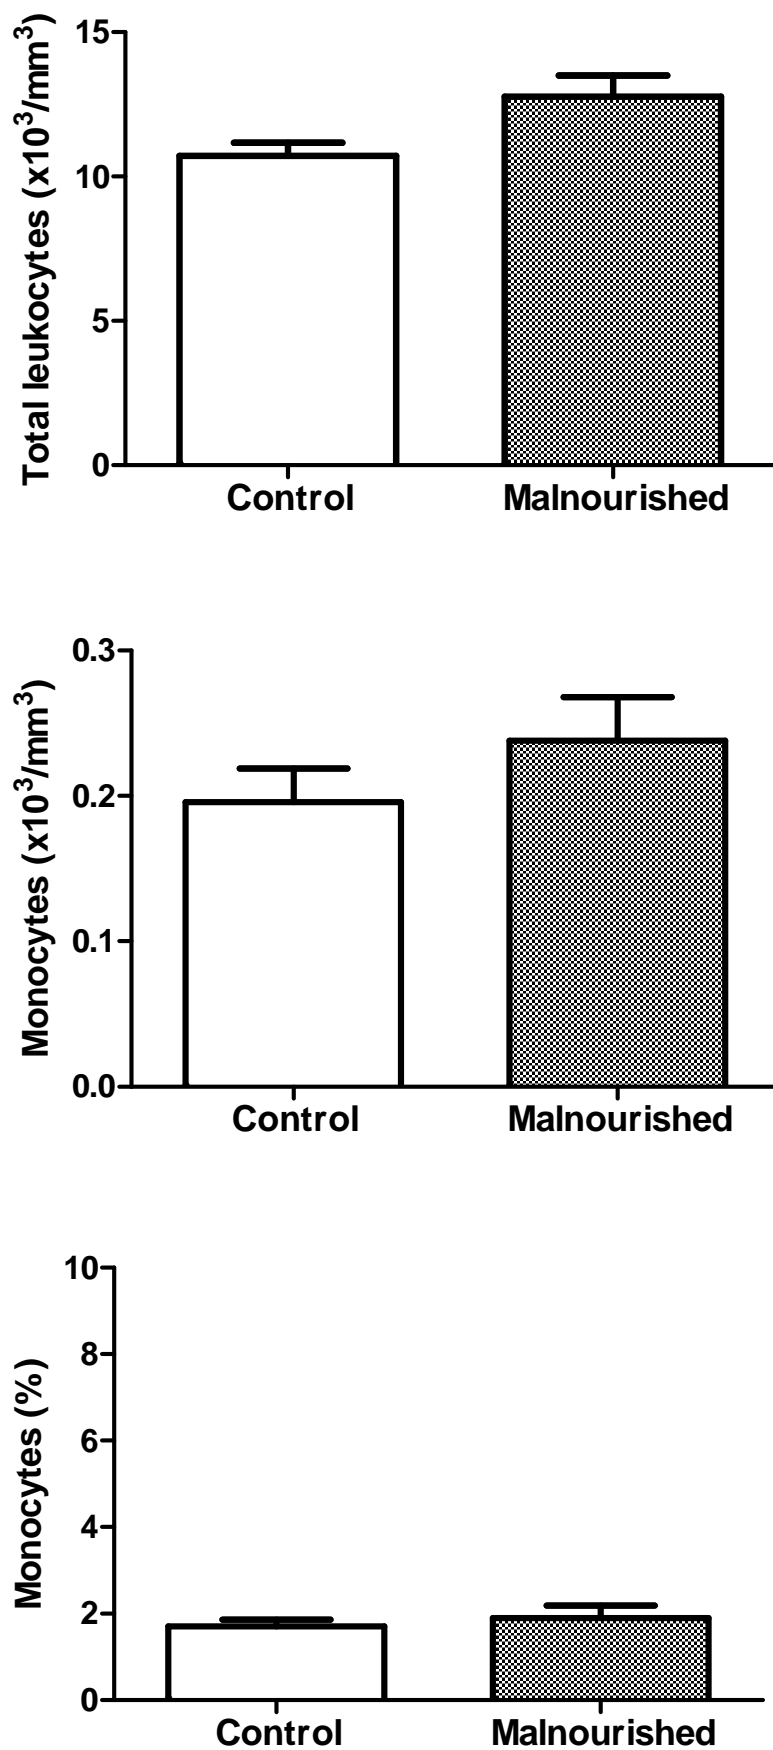 Total leukocytes (x10³/mm³)
15
10
5
0
Control Malnourished
Monocytes (x10³/mm³)
0.3
0.2
0.1
0.0
Control Malnourished
Monocytes (%)
10
8
6
4
2
0
Control Malnourished